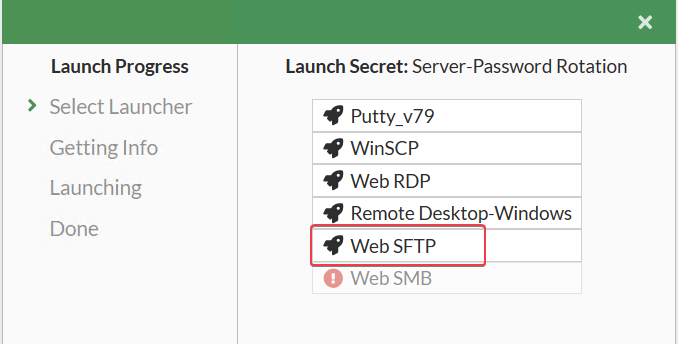 Launch Progress
Select Launcher
Getting Info
Launching
Done
Launch Secret: Server-Password Rotation
Putty_v79
WinSCP
Web RDP
Remote Desktop-Windows
Web SFTP
Web SMB